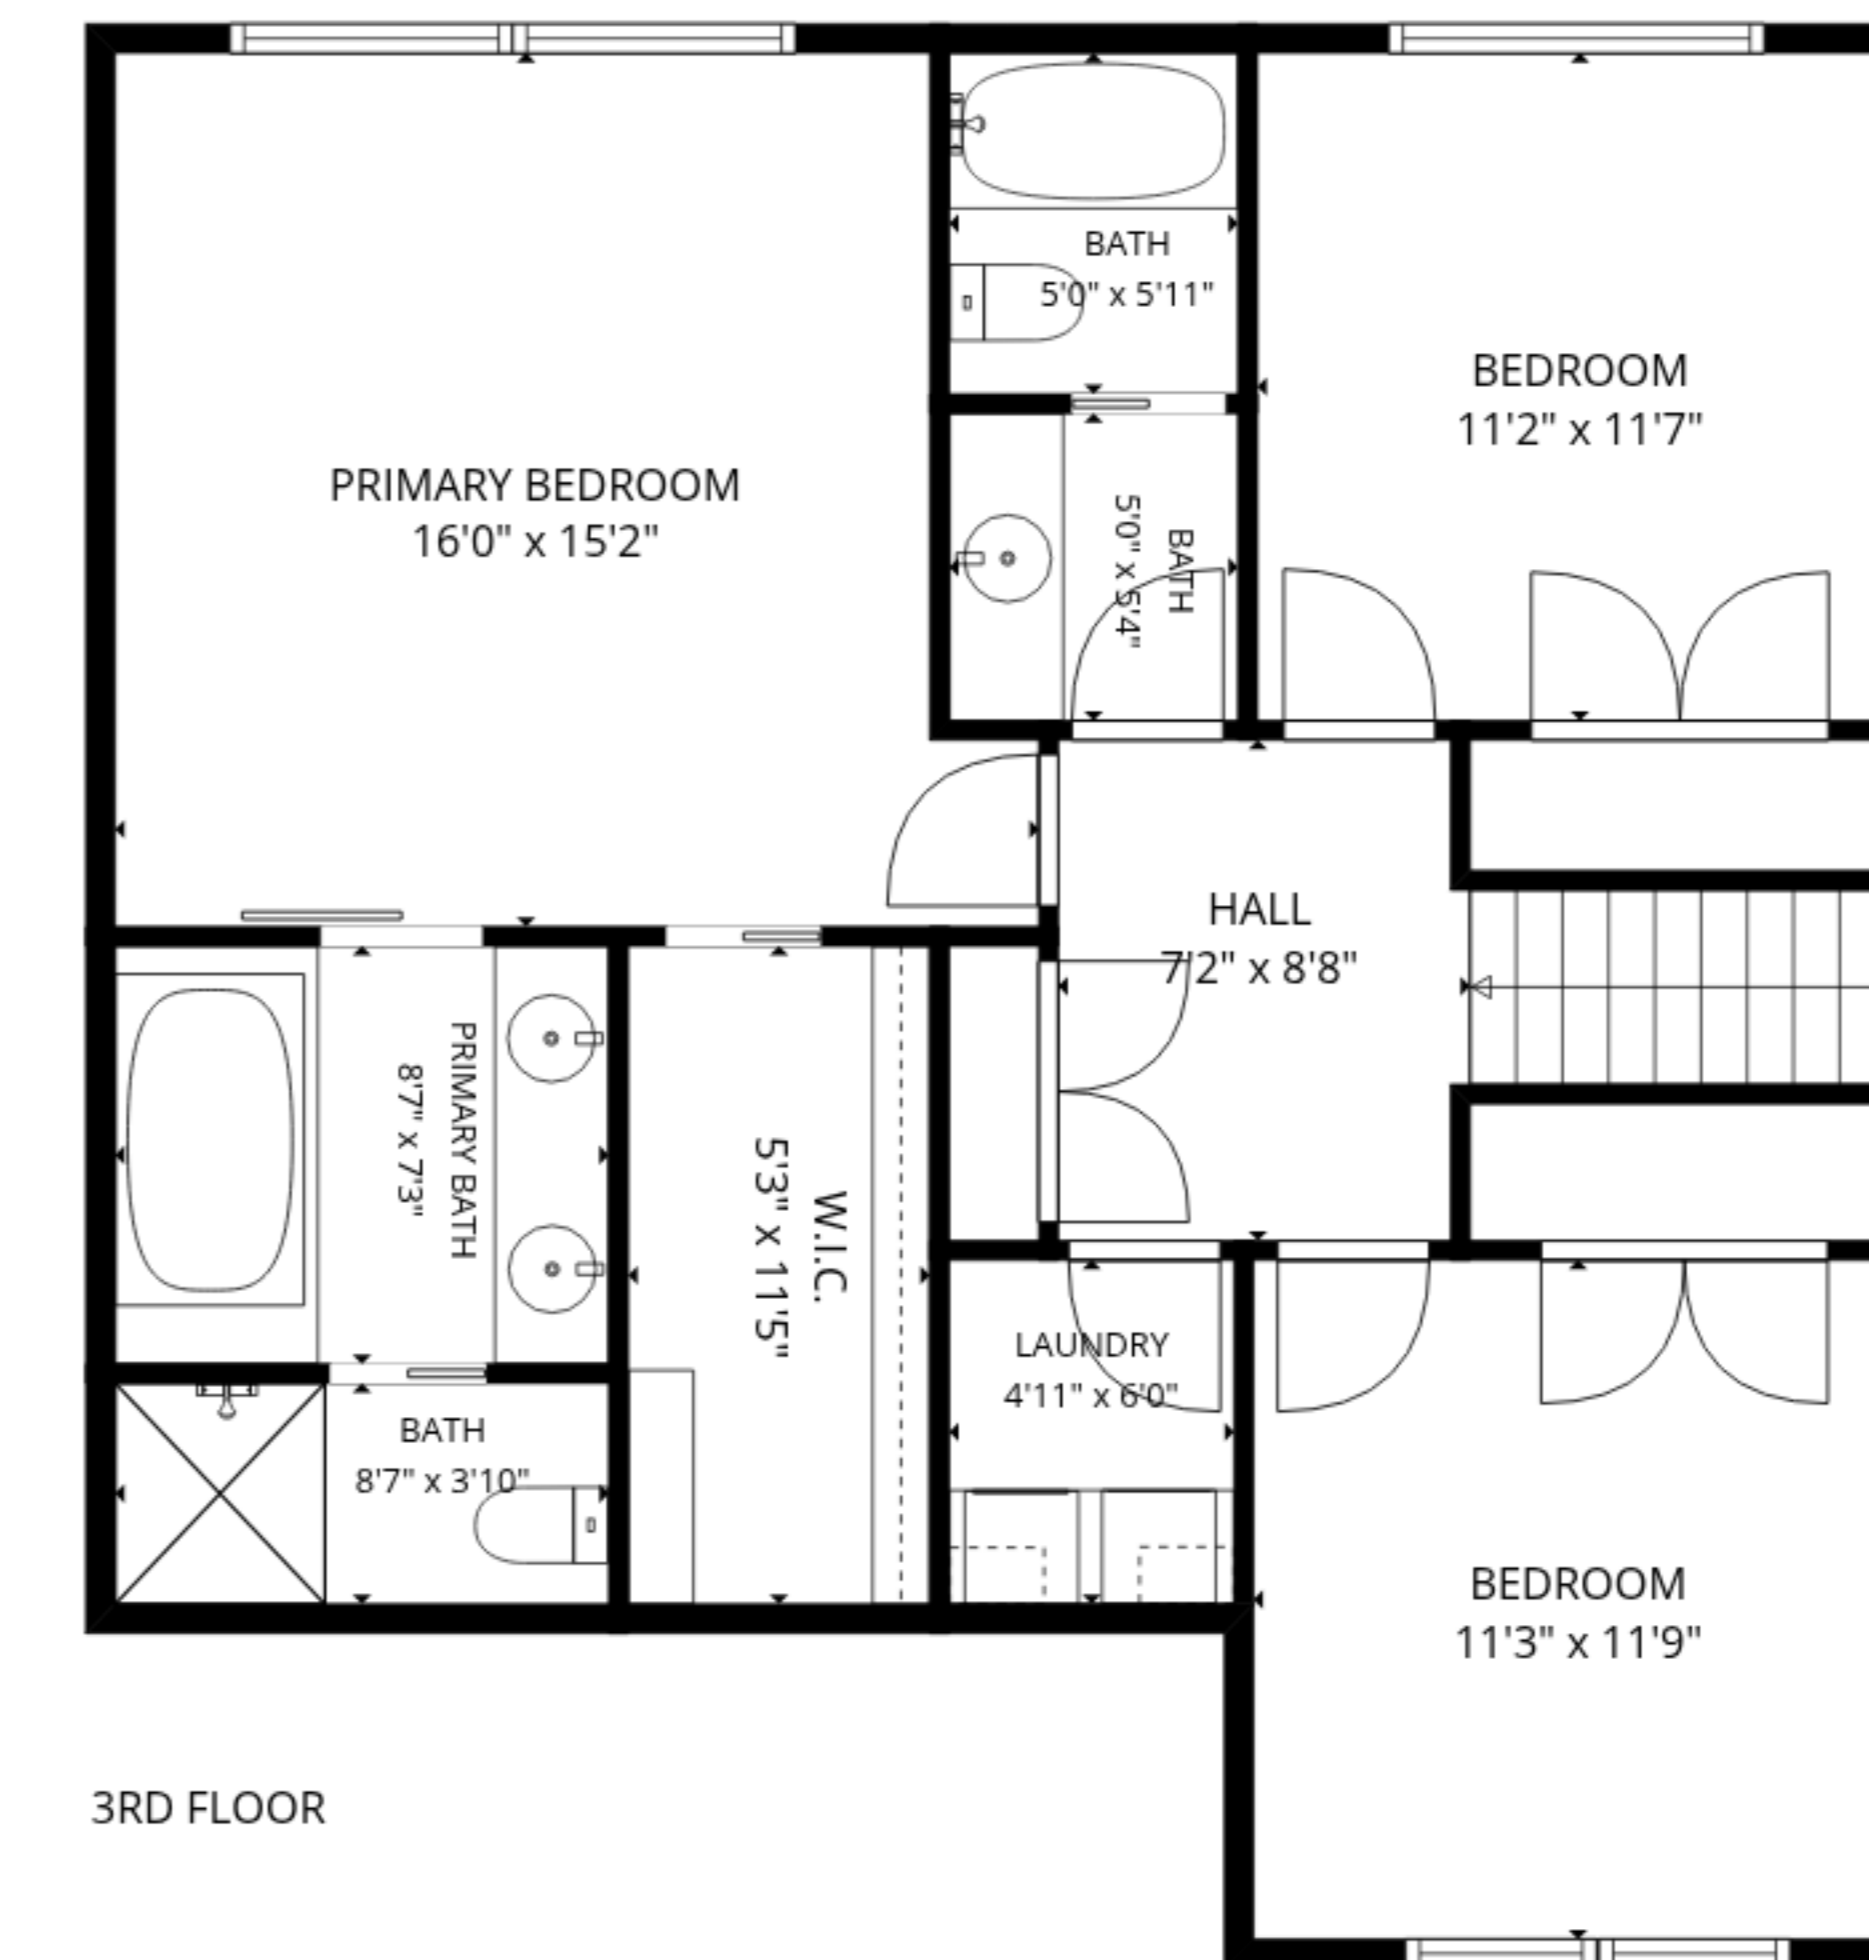 BATH
5'0" x 5'11"
BEDROOM
11'2" x 11'7"
PRIMARY BEDROOM
16'0" x 15'2"
BATH
5'0" x 5'4"
HALL
7'2" x 8'8"
PRIMARY BATH
8'7" x 7'3"
W.I.C.
5'3" x 11'5"
LAUNDRY
4'11" x 6'0"
BATH
8'7" x 3'10"
BEDROOM
11'3" x 11'9"
3RD FLOOR